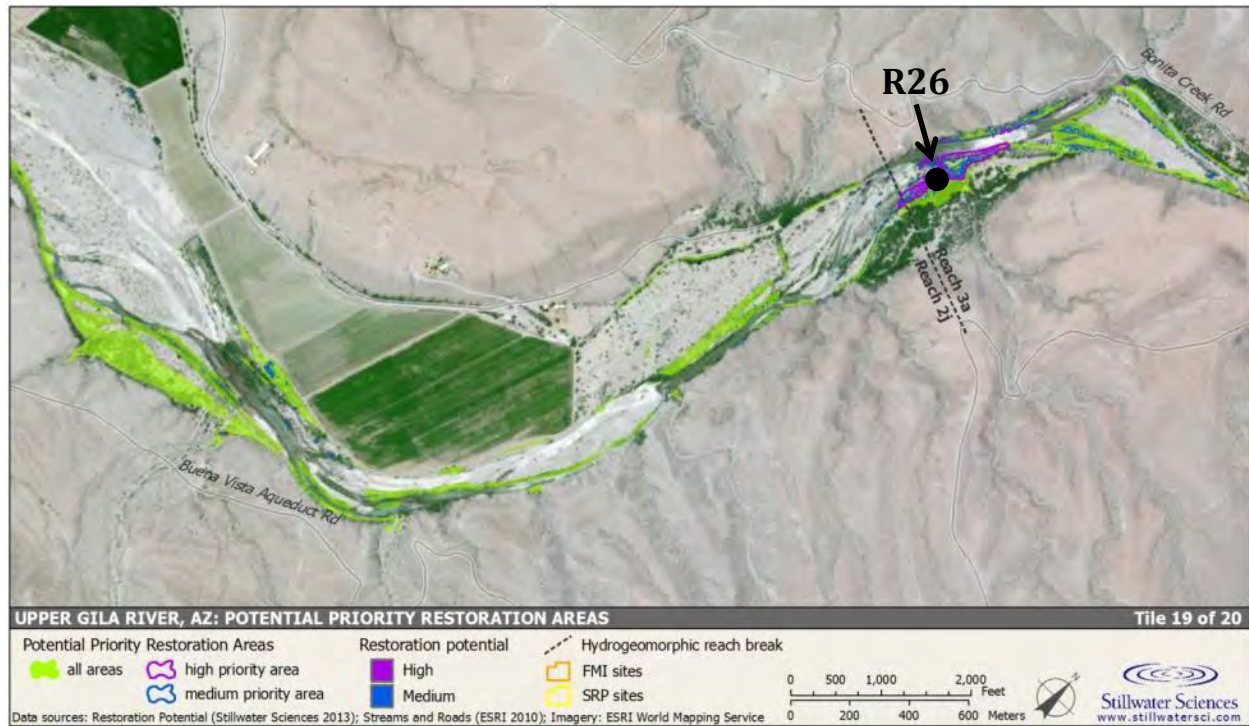 R26
Bonita Creek Rd
Reach 3a
Reach 2j
Buena Vista Aqueduct Rd
UPPER GILA RIVER, AZ: POTENTIAL PRIORITY RESTORATION AREAS
Tile 19 of 20
Potential Priority Restoration Areas
all areas
high priority area
medium priority area
Restoration potential
High
Medium
Hydrogeomorphic reach break
FMI sites
SRP sites
0 500 1,000 2,000
Feet
0 200 400 600 Meters
N
Stillwater Sciences
www.stillwatersci.com
Data sources: Restoration Potential (Stillwater Sciences 2013); Streams and Roads (ESRI 2010); Imagery: ESRI World Mapping Service